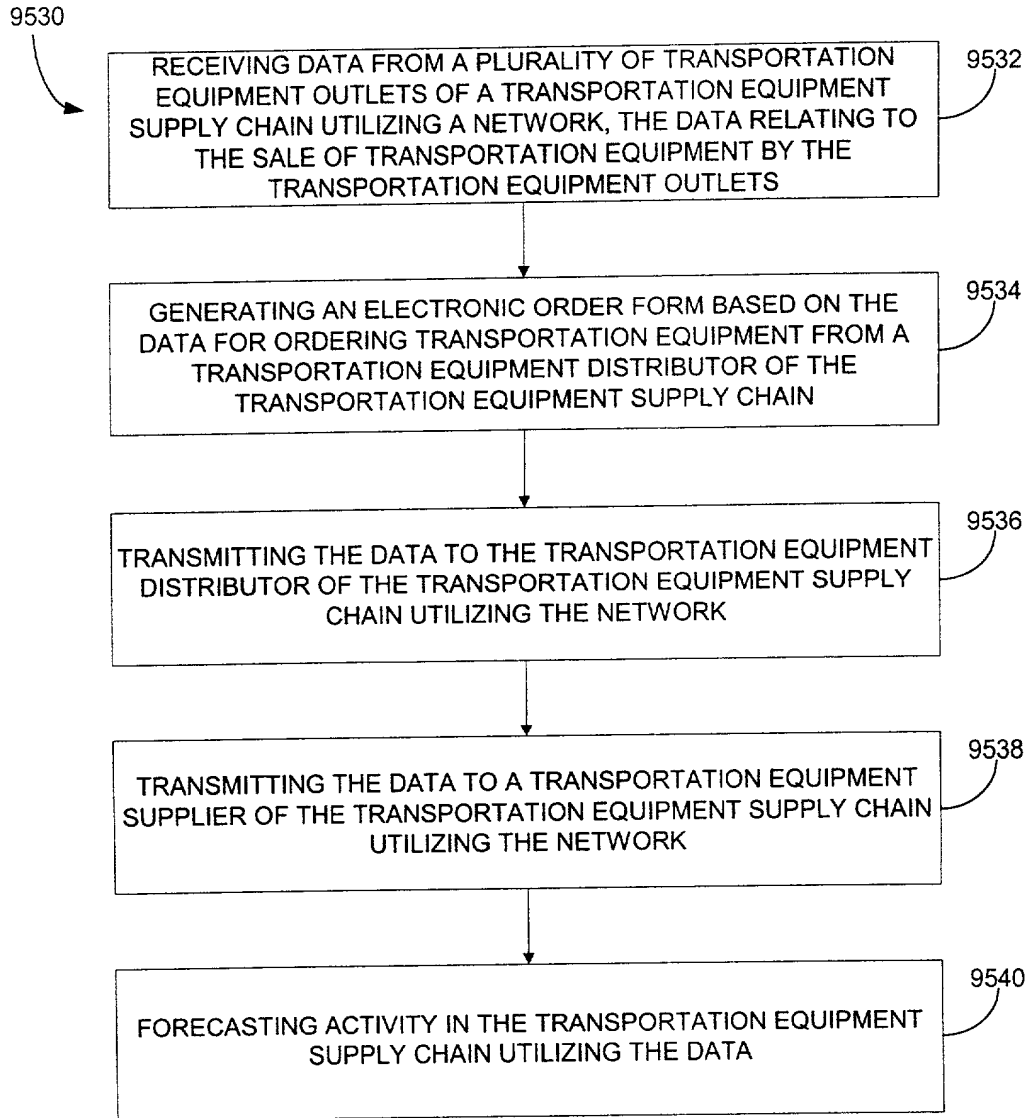 9530
RECEIVING DATA FROM A PLURALITY OF TRANSPORTATION
EQUIPMENT OUTLETS OF A TRANSPORTATION EQUIPMENT
SUPPLY CHAIN UTILIZING A NETWORK, THE DATA RELATING TO
THE SALE OF TRANSPORTATION EQUIPMENT BY THE
TRANSPORTATION EQUIPMENT OUTLETS
9532
GENERATING AN ELECTRONIC ORDER FORM BASED ON THE
DATA FOR ORDERING TRANSPORTATION EQUIPMENT FROM A
TRANSPORTATION EQUIPMENT DISTRIBUTOR OF THE
TRANSPORTATION EQUIPMENT SUPPLY CHAIN
9534
TRANSMITTING THE DATA TO THE TRANSPORTATION EQUIPMENT
DISTRIBUTOR OF THE TRANSPORTATION EQUIPMENT SUPPLY
CHAIN UTILIZING THE NETWORK
9536
TRANSMITTING THE DATA TO A TRANSPORTATION EQUIPMENT
SUPPLIER OF THE TRANSPORTATION EQUIPMENT SUPPLY CHAIN
UTILIZING THE NETWORK
9538
FORECASTING ACTIVITY IN THE TRANSPORTATION EQUIPMENT
SUPPLY CHAIN UTILIZING THE DATA
9540